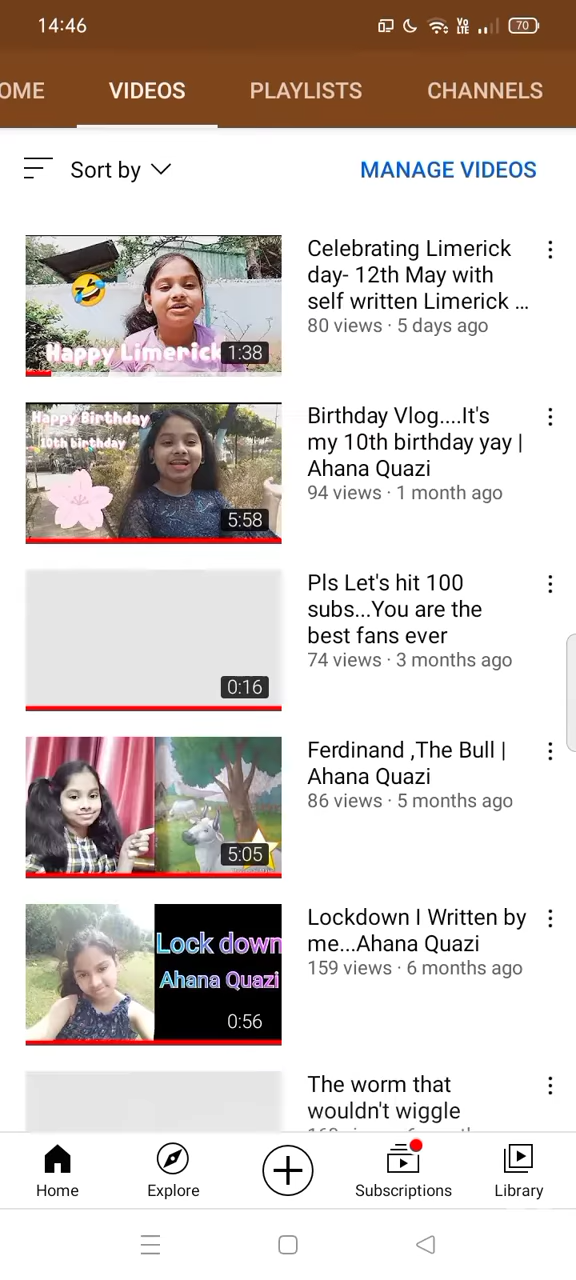 14:46
Vo
LTE
70
OME
VIDEOS
PLAYLISTS
CHANNELS
Sort by
MANAGE VIDEOS
Happy Limerick
1:38
Celebrating Limerick
day- 12th May with
self written Limerick ...
80 views · 5 days ago
Happy Birthday
10th birthday
5:58
Birthday Vlog....It's
my 10th birthday yay |
Ahana Quazi
94 views · 1 month ago
0:16
Pls Let's hit 100
subs...You are the
best fans ever
74 views · 3 months ago
5:05
Ferdinand ,The Bull |
Ahana Quazi
86 views · 5 months ago
Lock down
Ahana Quazi
0:56
Lockdown I Written by
me...Ahana Quazi
159 views · 6 months ago
The worm that
wouldn't wiggle
Home
Explore
Subscriptions
Library